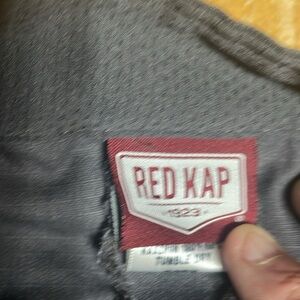 RED KAP
-1923-
®
TUMBLE DRY